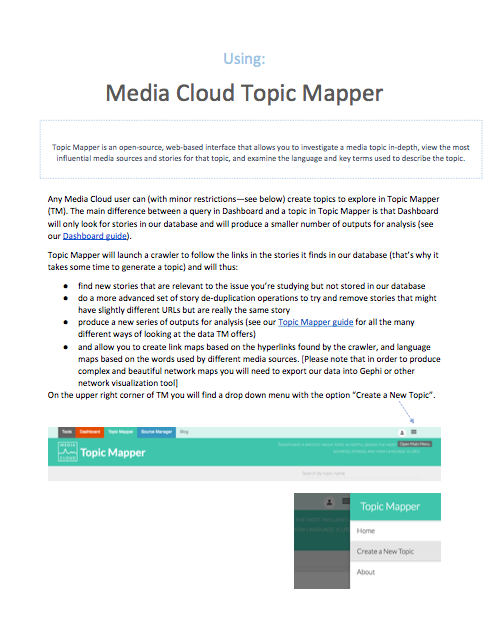 Using:
Media Cloud Topic Mapper
Topic Mapper is an open-source, web-based interface that allows you to investigate a media topic in-depth, view the most
influential media sources and stories for that topic, and examine the language and key terms used to describe the topic.
Any Media Cloud user can (with minor restrictions—see below) create topics to explore in Topic Mapper
(TM). The main difference between a query in Dashboard and a topic in Topic Mapper is that Dashboard
will only look for stories in our database and will produce a smaller number of outputs for analysis (see
our Dashboard guide).
Topic Mapper will launch a crawler to follow the links in the stories it finds in our database (that's why it
takes some time to generate a topic) and will thus:
● find new stories that are relevant to the issue you're studying but not stored in our database
● do a more advanced set of story de-duplication operations to try and remove stories that might
have slightly different URLs but are really the same story
● produce a new series of outputs for analysis (see our Topic Mapper guide for all the many
different ways of looking at the data TM offers)
● and allow you to create link maps based on the hyperlinks found by the crawler, and language
maps based on the words used by different media sources. [Please note that in order to produce
complex and beautiful network maps you will need to export our data into Gephi or other
network visualization tool]
On the upper right corner of TM you will find a drop down menu with the option "Create a New Topic".
Tools Dashboard Topic Mapper Source Manager Blog
Open Main Menu
MEDIA CLOUD Topic Mapper
Search by topic name
Topic Mapper
Home
Create a New Topic
About